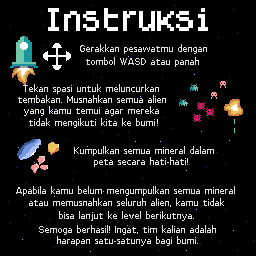 Instruksi
Gerakkan pesawatmu dengan
tombol WASD atau panah
Tekan spasi untuk meluncurkan
tembakan. Musnahkan semua alien
yang kamu temui agar mereka
tidak mengikuti kita ke bumi!
Kumpulkan semua mineral dalam
peta secara hati-hati!
Apabila kamu belum mengumpulkan semua mineral
atau memusnahkan seluruh alien, kamu tidak
bisa lanjut ke level berikutnya.
Semoga berhasil! Ingat, tim kalian adalah
harapan satu-satunya bagi bumi.